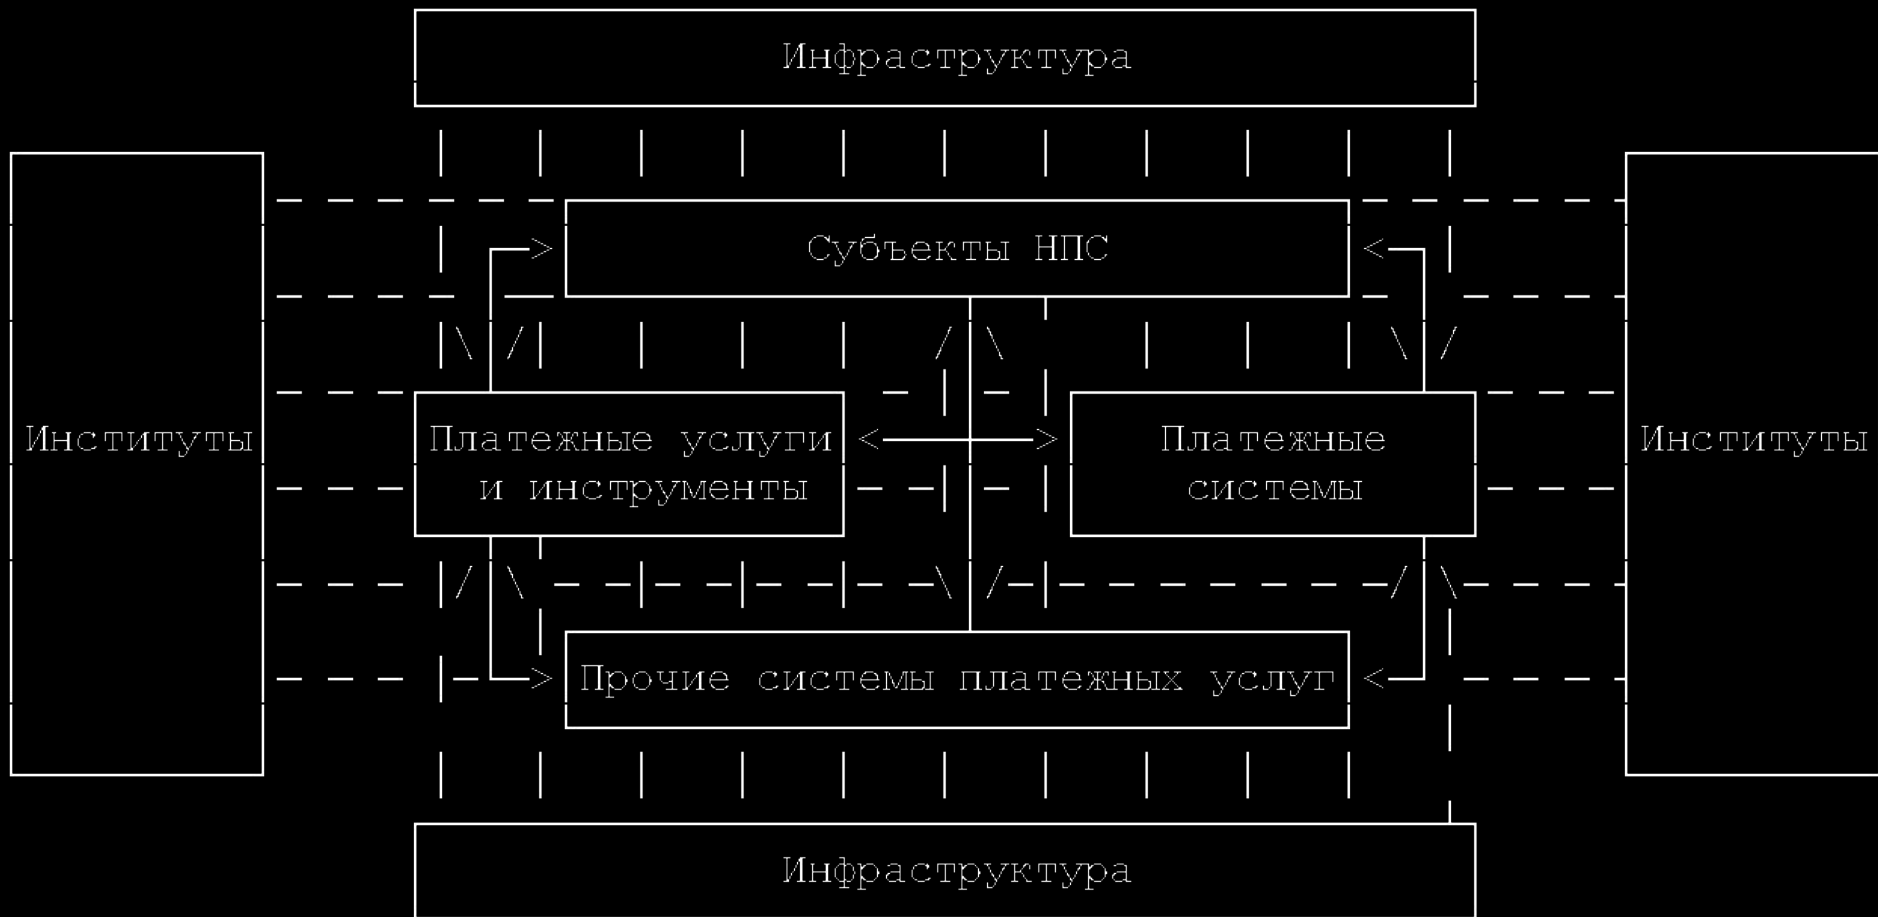 Инфраструктура
Субъекты НПС
Институты
Платежные услуги
и инструменты
Платежные
системы
Институты
Прочие системы платежных услуг
Инфраструктура